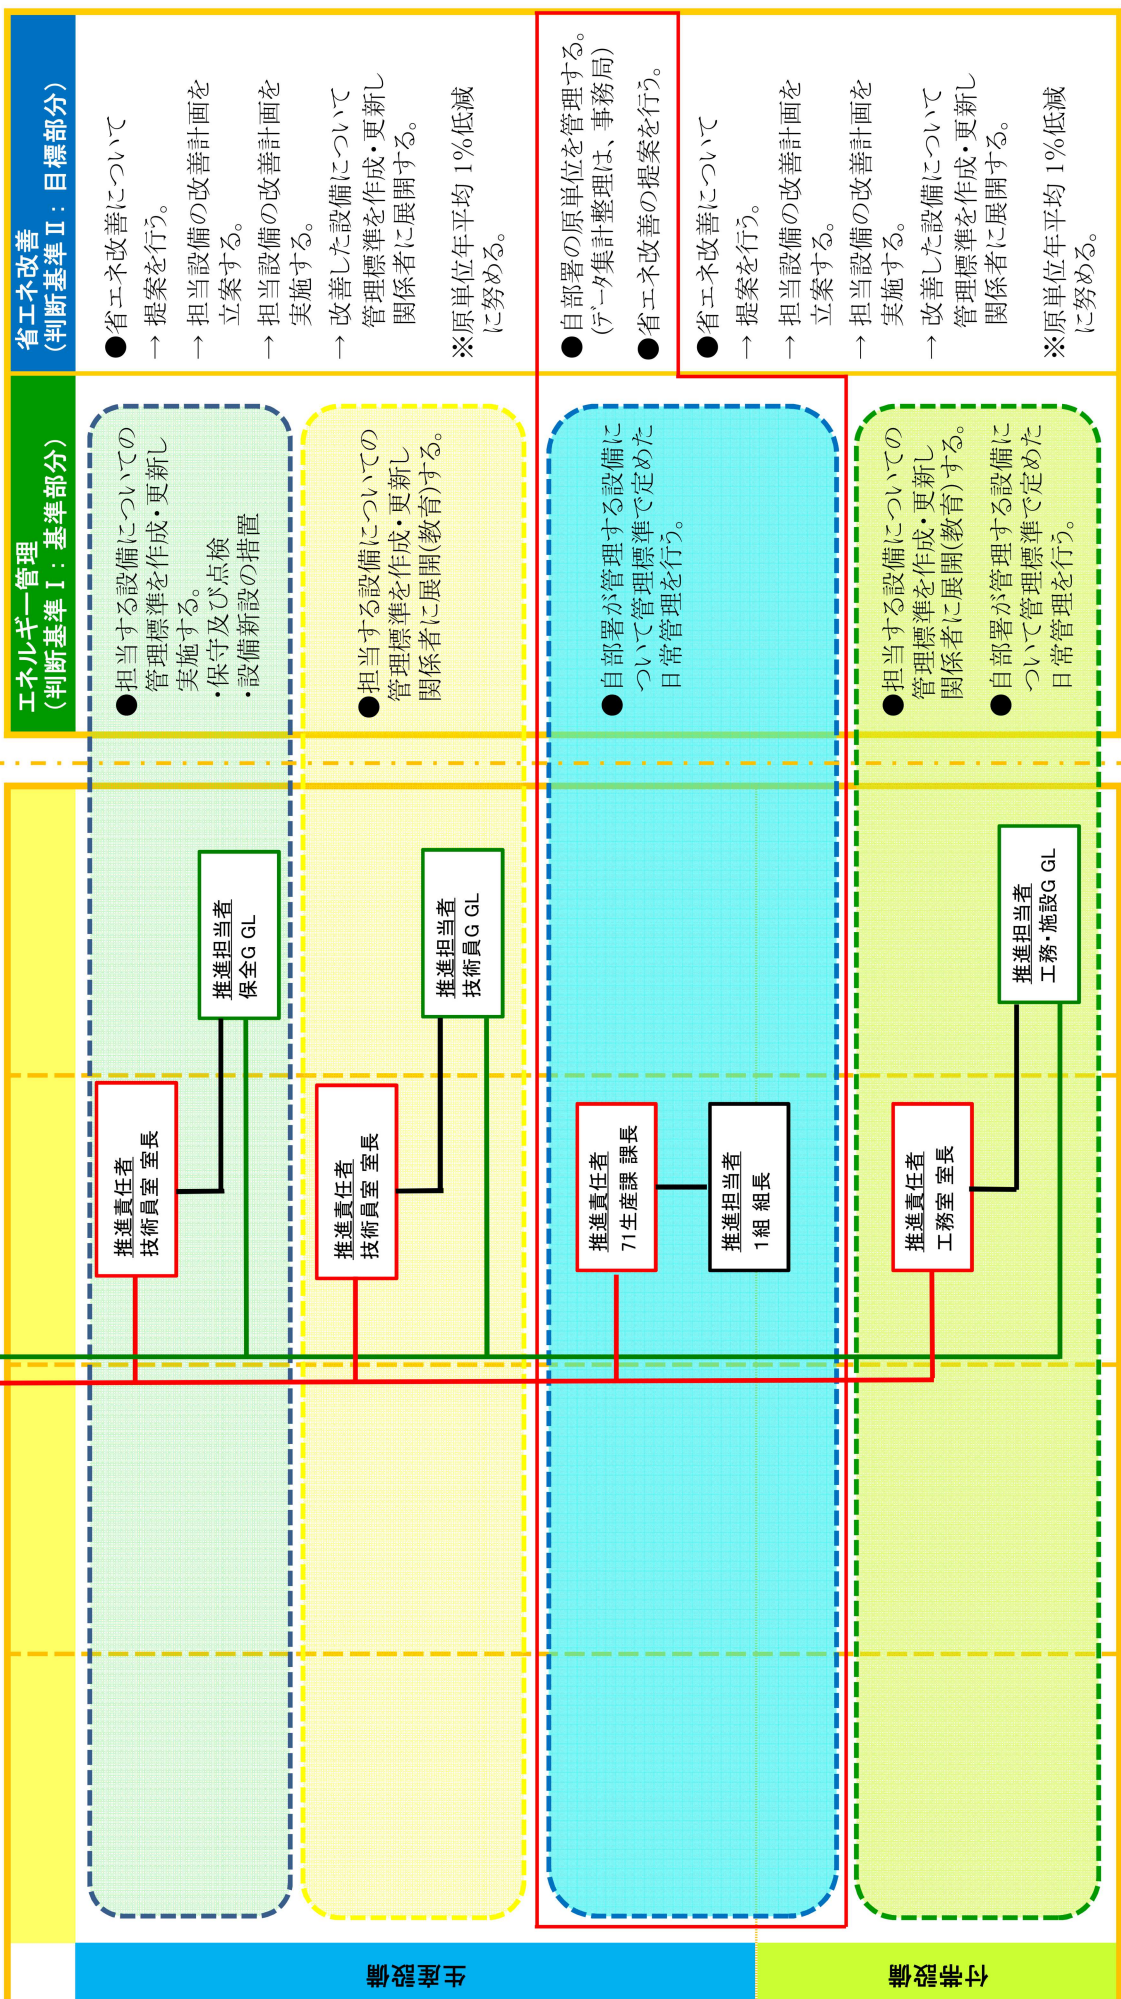 エネルギー管理
(判断基準Ⅰ：基準部分)
省エネ改善
(判断基準Ⅱ：目標部分)
生産設備
推進責任者
技術員室 室長
推進担当者
保全G GL
●担当する設備についての
管理標準を作成・更新し
実施する。
・保守及び点検
・設備新設の措置
●省エネ改善について
→ 提案を行う。
→ 担当設備の改善計画を
立案する。
→ 担当設備の改善計画を
実施する。
→ 改善した設備について
管理標準を作成・更新し
関係者に展開する。
※原単位年平均1%低減
に努める。
推進責任者
技術員室 室長
推進担当者
技術員G GL
●担当する設備についての
管理標準を作成・更新し
関係者に展開(教育)する。
推進責任者
71生産課 課長
推進担当者
1組 組長
● 自部署が管理する設備に
ついて管理標準で定めた
日常管理を行う。
● 自部署の原単位を管理する。
(データ集計整理は、事務局)
●省エネ改善の提案を行う。
付帯設備
推進責任者
工務室 室長
推進担当者
工務・施設G GL
●担当する設備についての
管理標準を作成・更新し
関係者に展開(教育)する。
● 自部署が管理する設備に
ついて管理標準で定めた
日常管理を行う。
●省エネ改善について
→ 提案を行う。
→ 担当設備の改善計画を
立案する。
→ 担当設備の改善計画を
実施する。
→ 改善した設備について
管理標準を作成・更新し
関係者に展開する。
※原単位年平均1%低減
に努める。